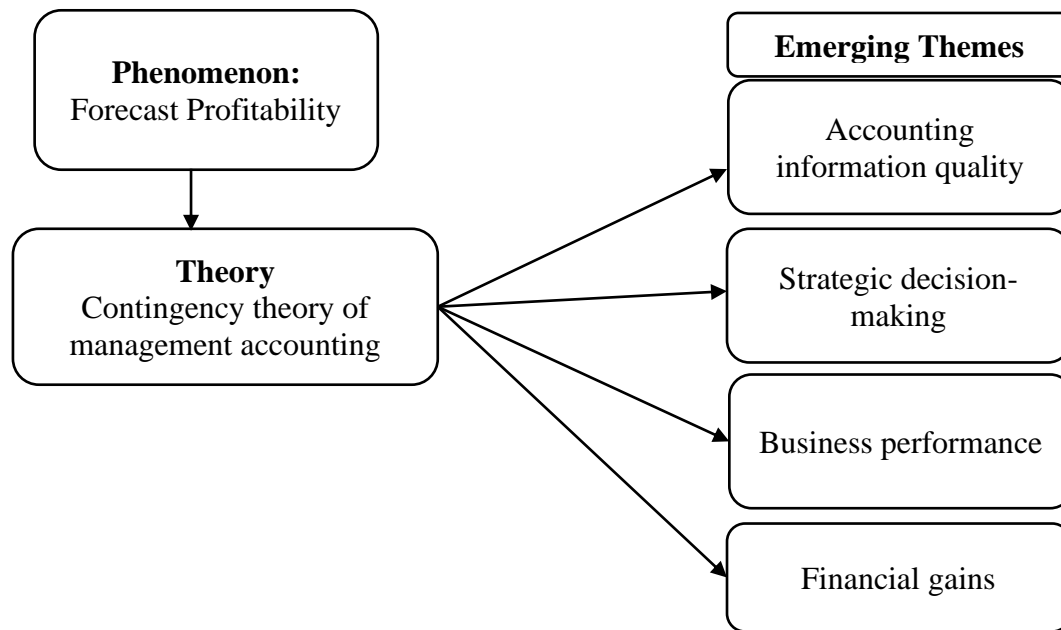 Phenomenon:
Forecast Profitability
Theory
Contingency theory of
management accounting
Emerging Themes
Accounting
information quality
Strategic decision-
making
Business performance
Financial gains